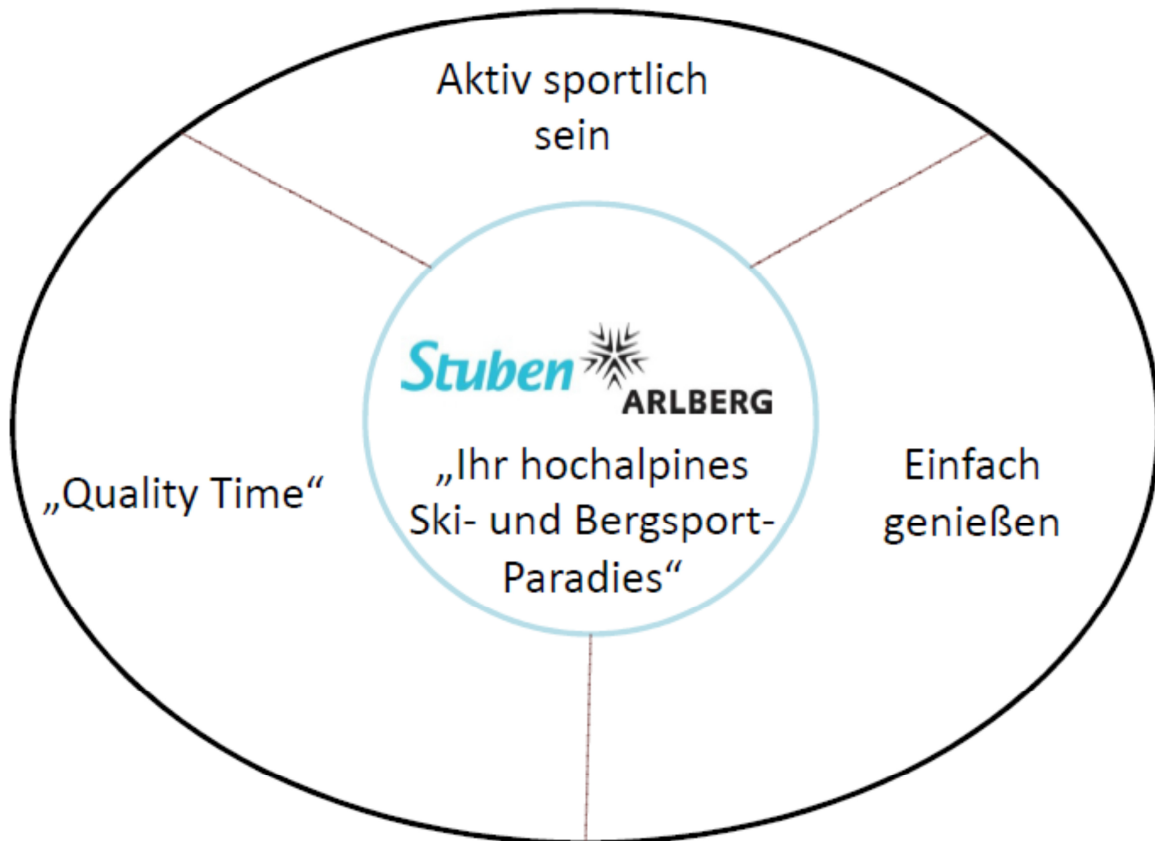 Aktiv sportlich
sein
Stuben
ARLBERG
„Ihr hochalpines
Ski- und Bergsport-
Paradies“
„Quality Time“
Einfach
genießen